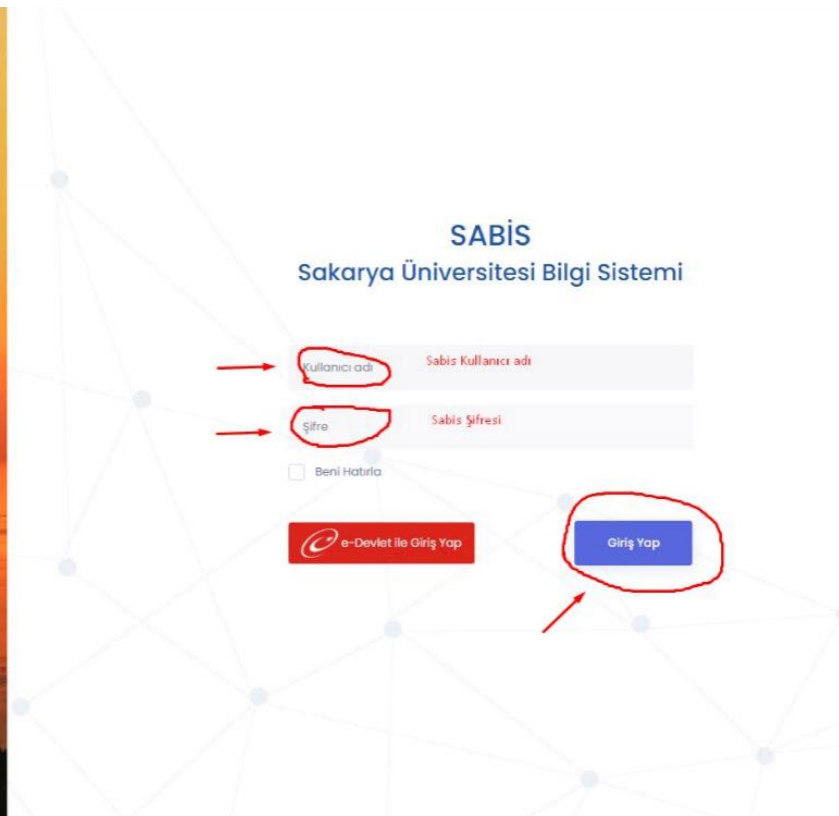 SABİS
Sakarya Üniversitesi Bilgi Sistemi
Kullanıcı adı Sabis Kullanıcı adı
Şifre Sabis Şifresi
Beni Hatırla
e-Devlet ile Giriş Yap
Giriş Yap